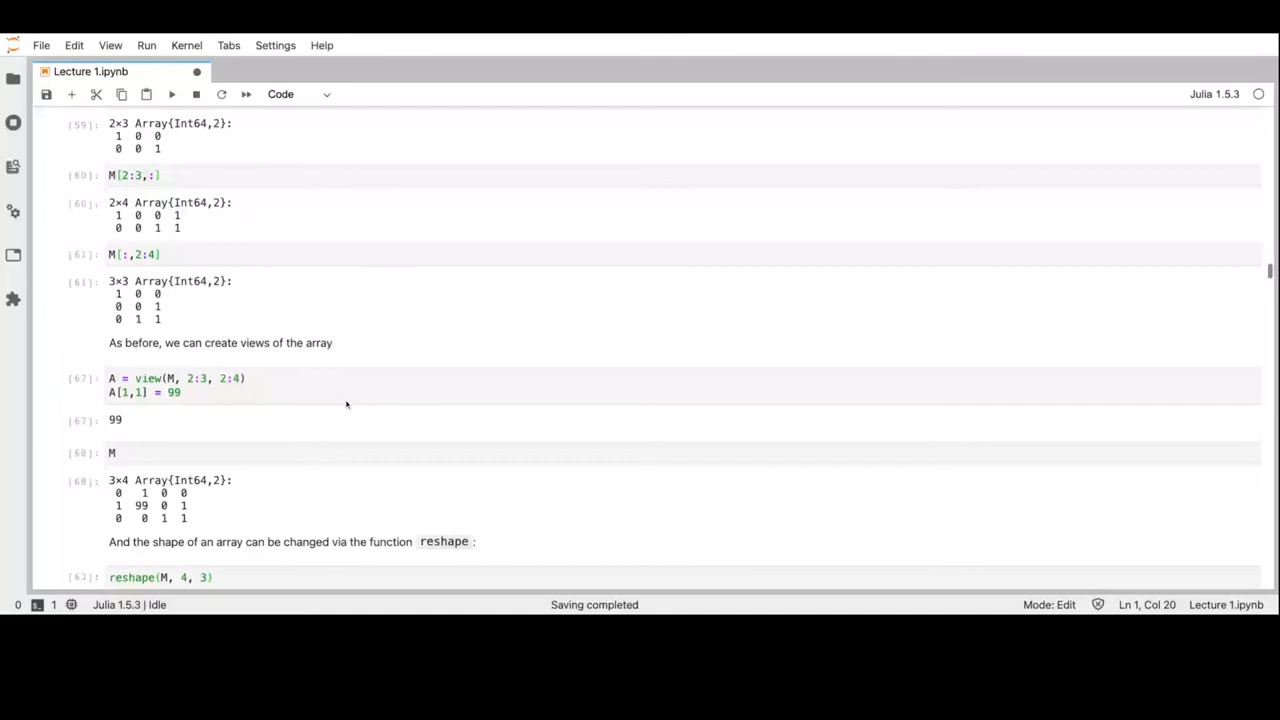 File Edit View Run Kernel Tabs Settings Help
Lecture 1.ipynb
Code
Julia 1.5.3
[59]: 2×3 Array{Int64,2}:
1 0 0
0 0 1
[60]: M[2:3,:]
[60]: 2×4 Array{Int64,2}:
1 0 0 1
0 0 1 1
[61]: M[:,2:4]
[61]: 3×3 Array{Int64,2}:
1 0 0
0 0 1
0 1 1
As before, we can create views of the array
[67]: A = view(M, 2:3, 2:4)
A[1,1] = 99
[67]: 99
[68]: M
[68]: 3×4 Array{Int64,2}:
0 1 0 0
1 99 0 1
0 0 1 1
And the shape of an array can be changed via the function reshape :
[63]: reshape(M, 4, 3)
0 1 Julia 1.5.3 | Idle Saving completed Mode: Edit Ln 1, Col 20 Lecture 1.ipynb